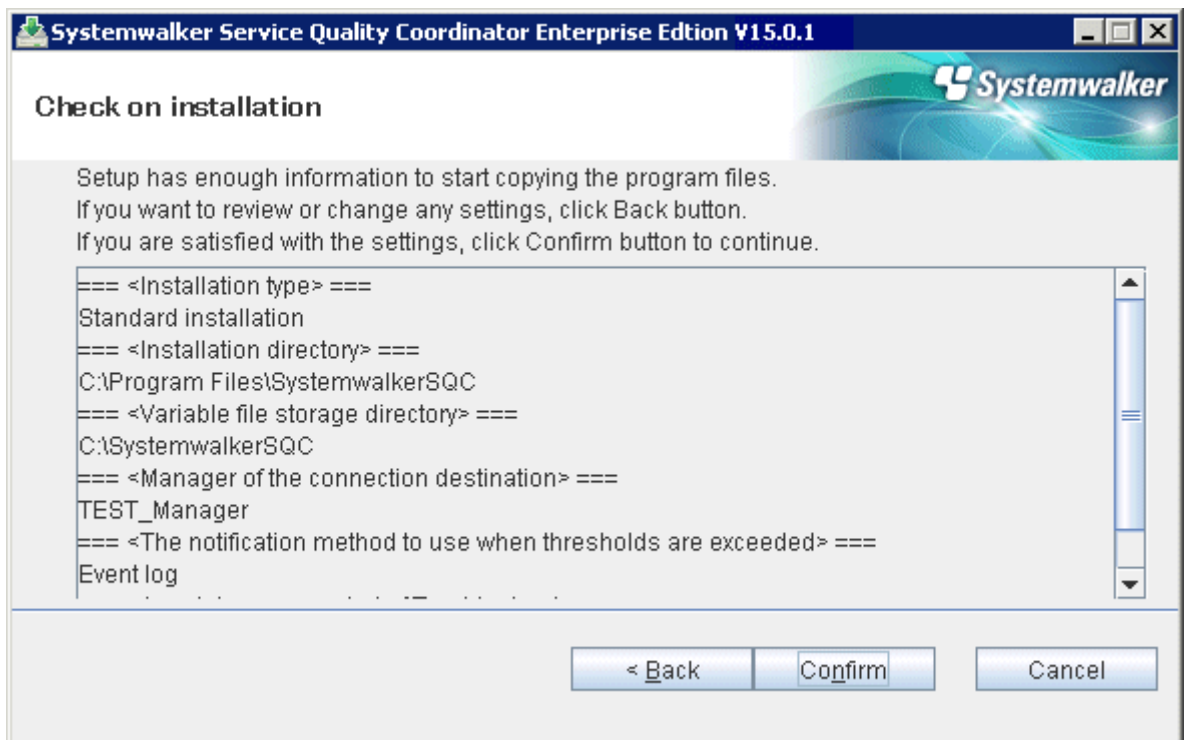 Systemwalker Service Quality Coordinator Enterprise Edtion V15.0.1
Systemwalker
Check on installation
Setup has enough information to start copying the program files.
If you want to review or change any settings, click Back button.
If you are satisfied with the settings, click Confirm button to continue.
=== <Installation type> ===
Standard installation
=== <Installation directory> ===
C:\Program Files\SystemwalkerSQC
=== <Variable file storage directory> ===
C:\SystemwalkerSQC
=== <Manager of the connection destination> ===
TEST_Manager
=== <The notification method to use when thresholds are exceeded> ===
Event log
< Back
Confirm
Cancel